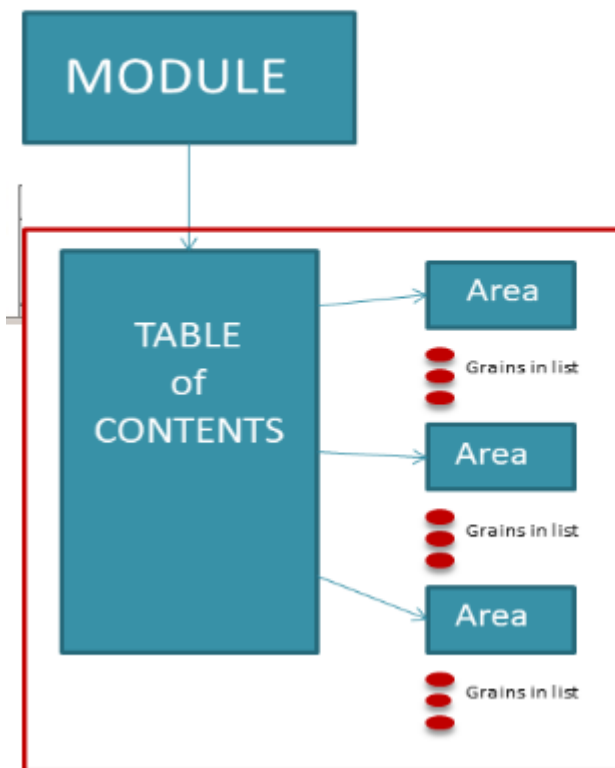 MODULE
TABLE
of
CONTENTS
Area
Grains in list
Area
Grains in list
Area
Grains in list